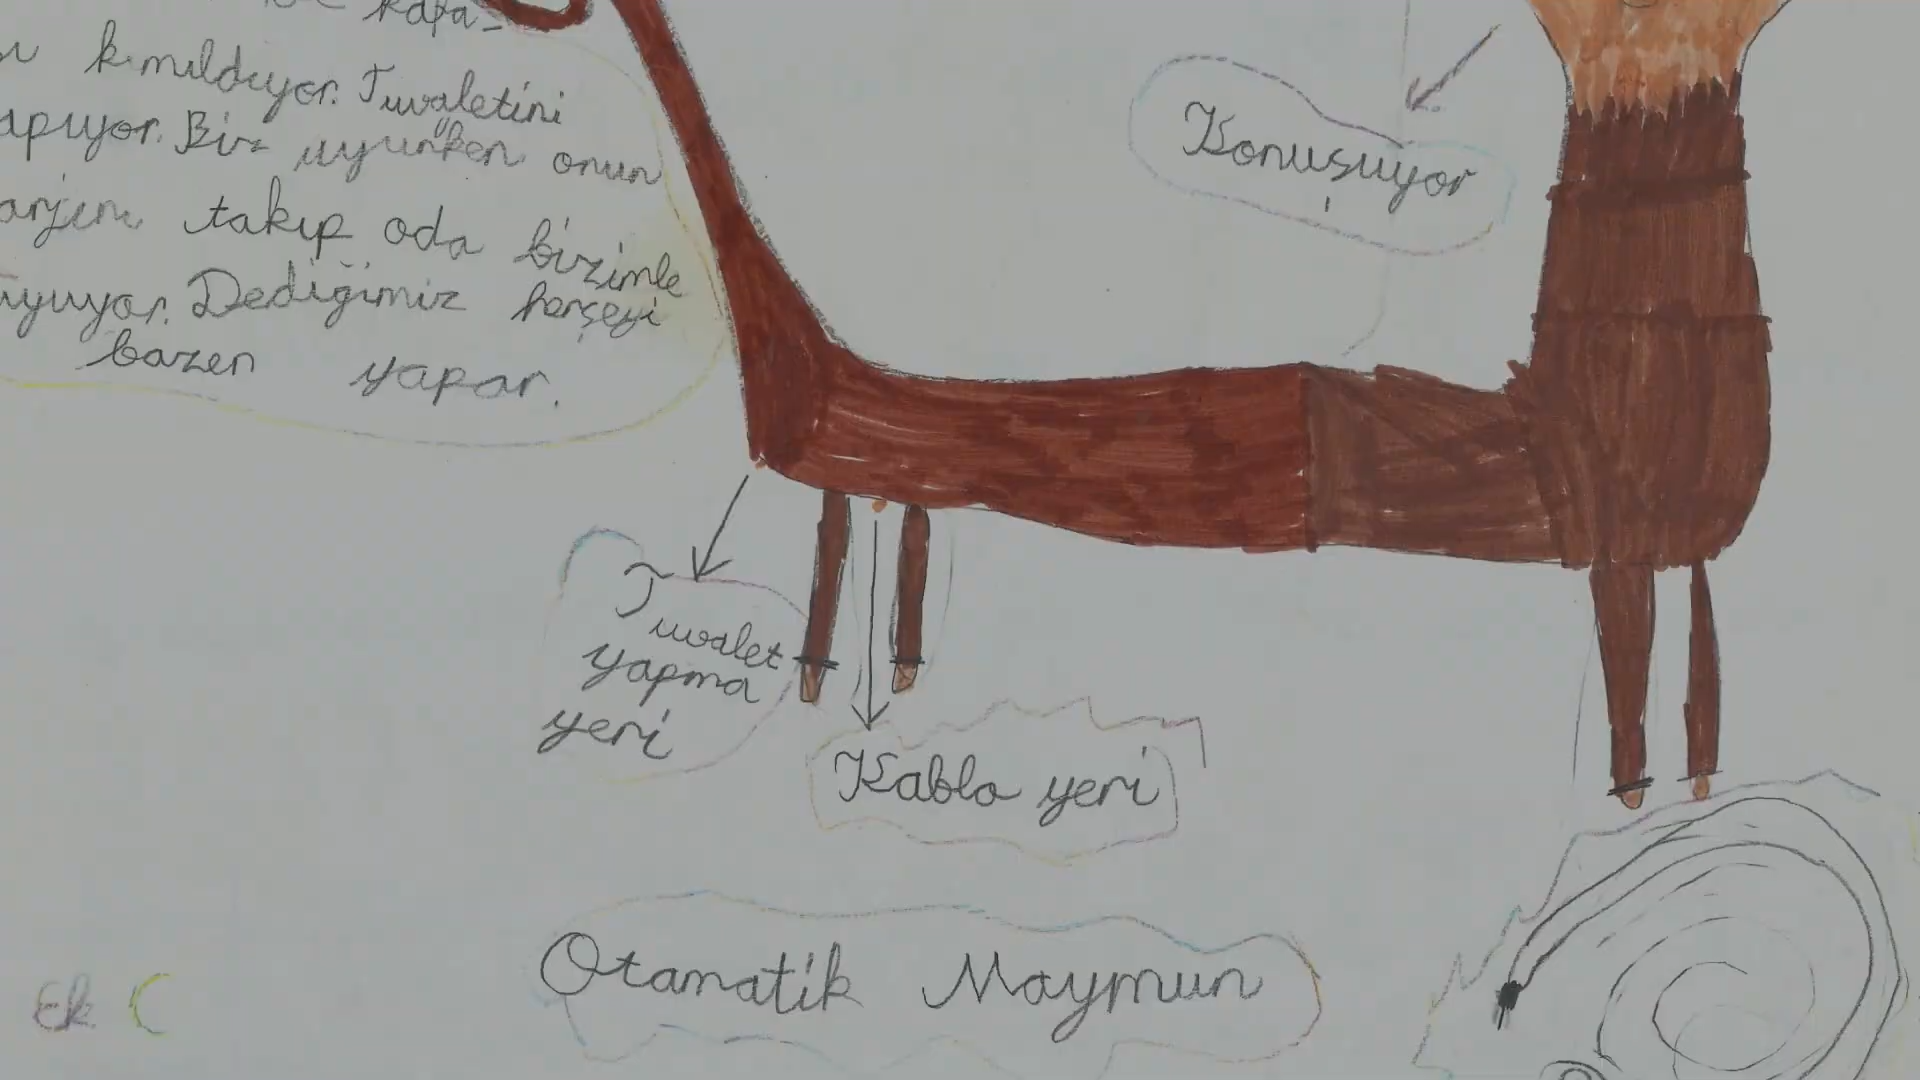 kımıldıyor. Tuvaletini
apıyor. Biz uyurken onun
arjını takıp oda bizimle
uyuyor. Dediğimiz herşeyi
bazen yapar.
Konuşuyor
Tuvalet
yapma
yeri
Kablo yeri
Otamatik Maymun
Ek